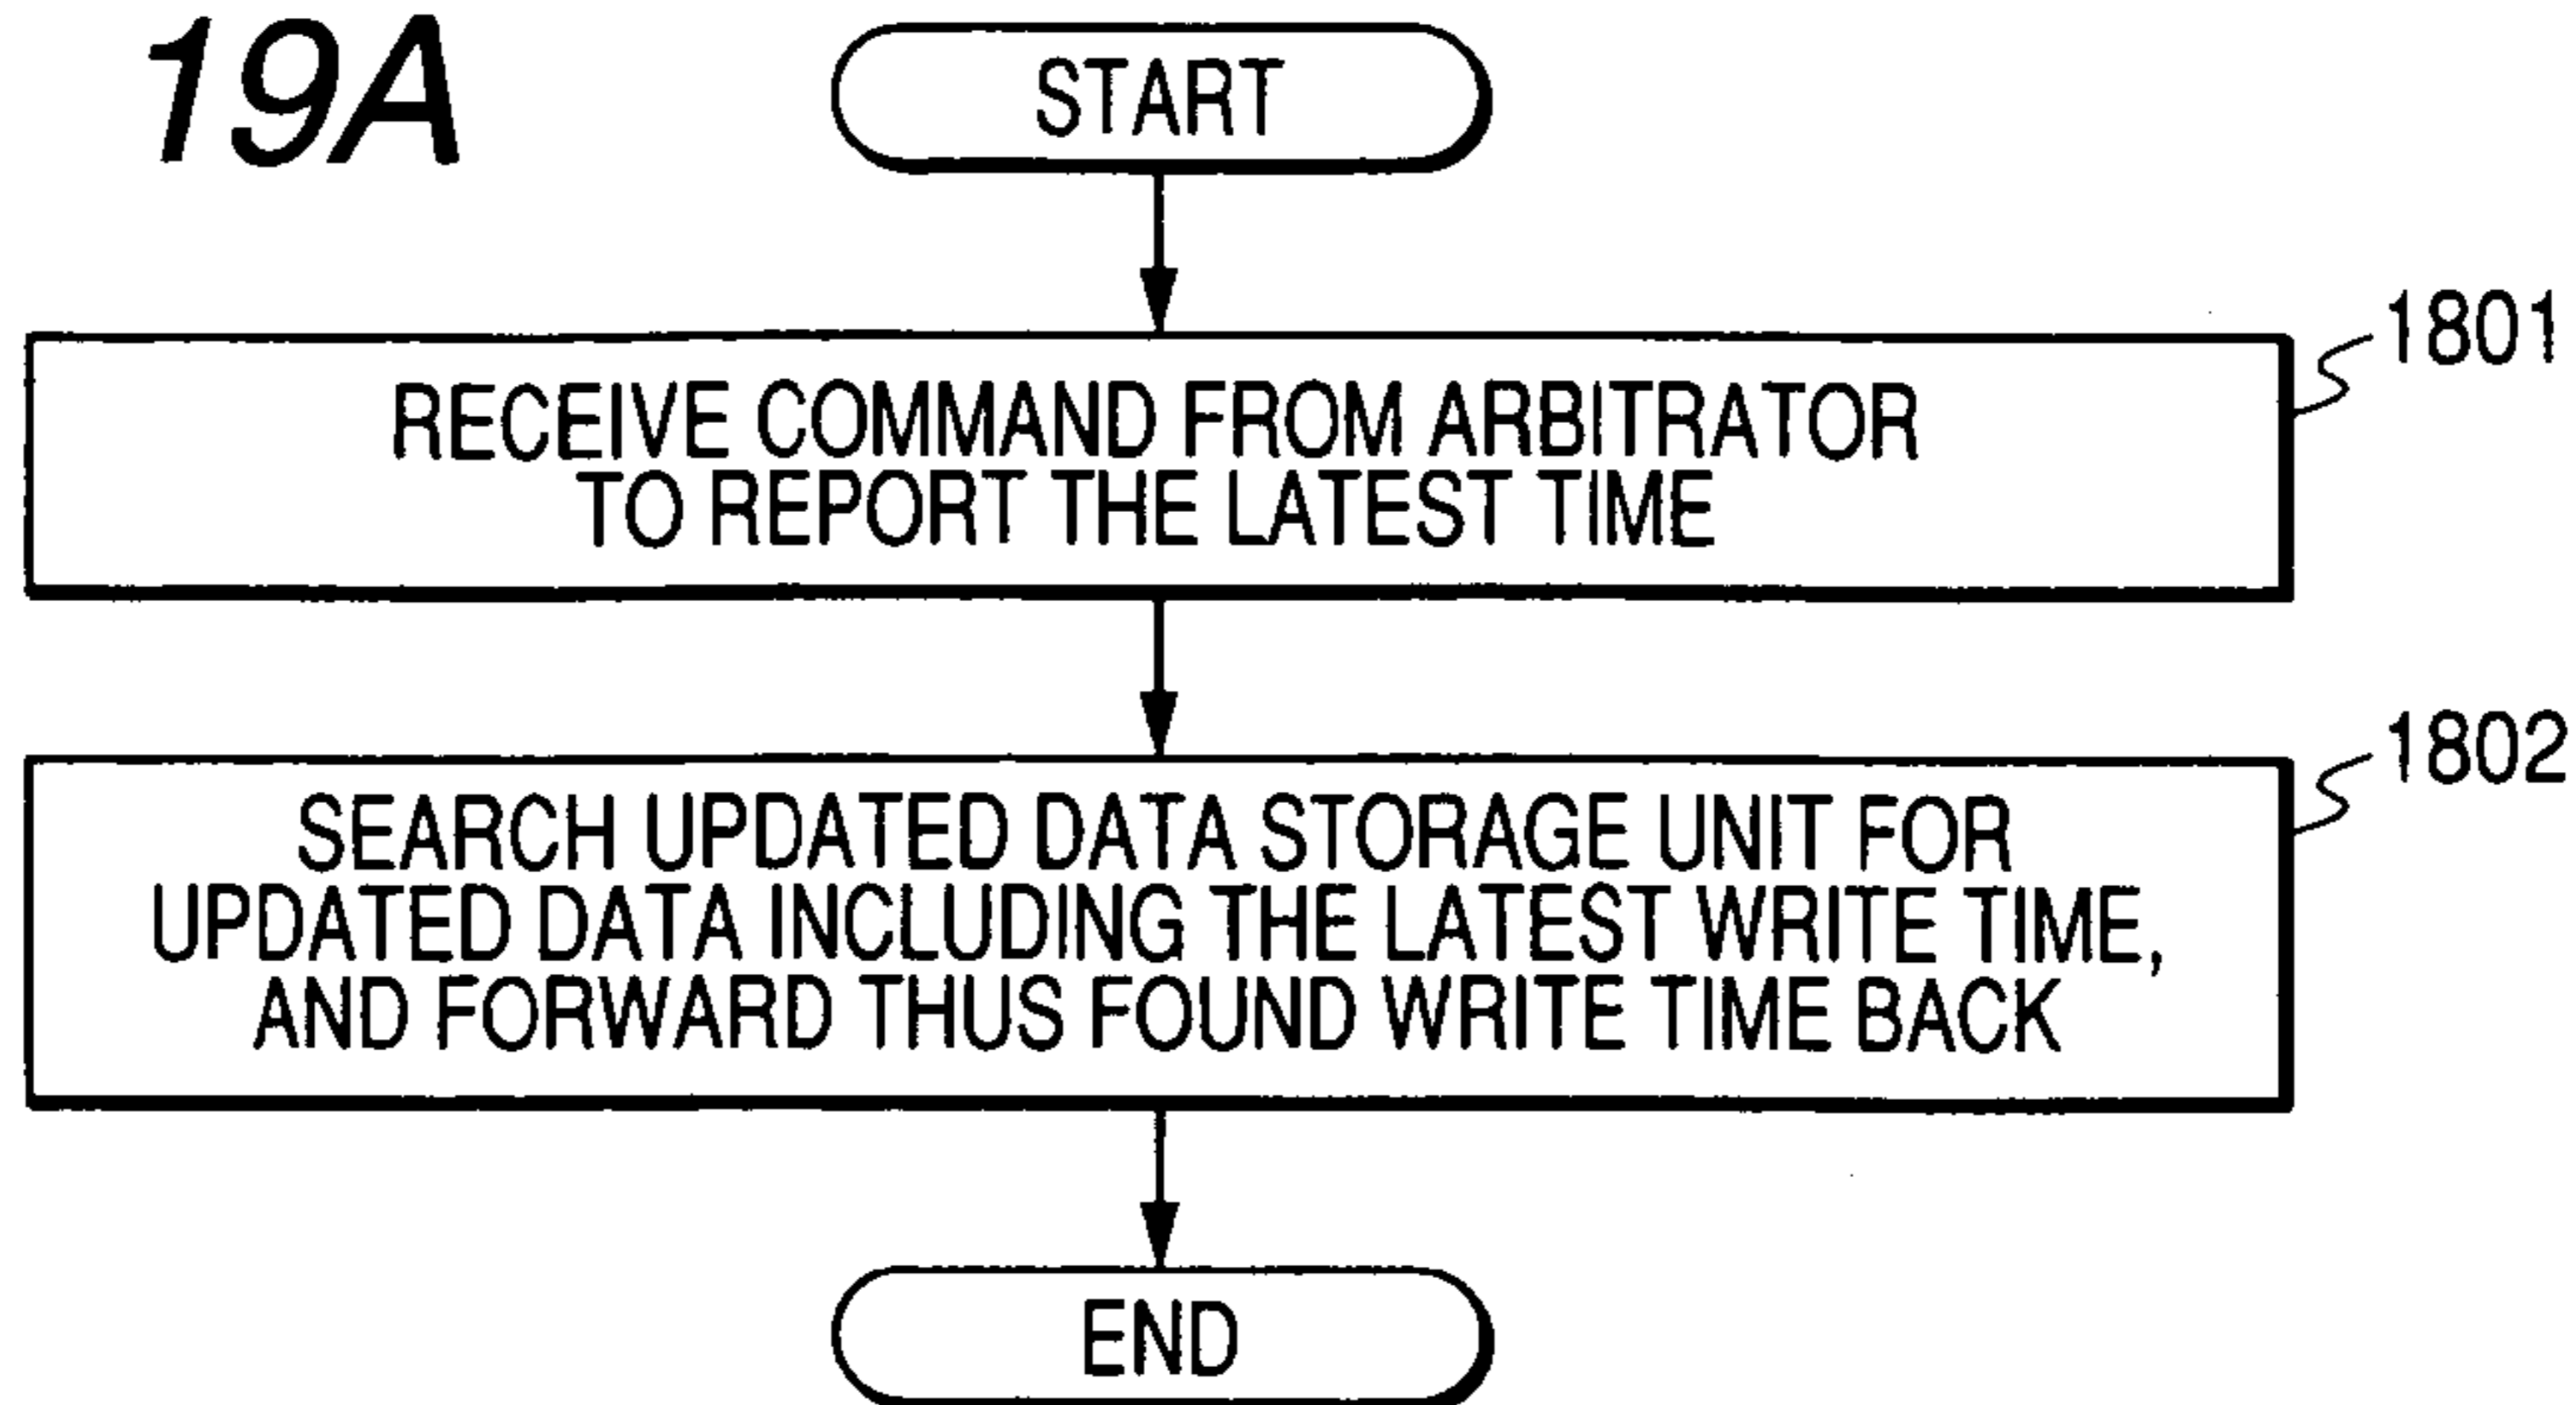 19A
START
RECEIVE COMMAND FROM ARBITRATOR
TO REPORT THE LATEST TIME
1801
SEARCH UPDATED DATA STORAGE UNIT FOR
UPDATED DATA INCLUDING THE LATEST WRITE TIME,
AND FORWARD THUS FOUND WRITE TIME BACK
1802
END